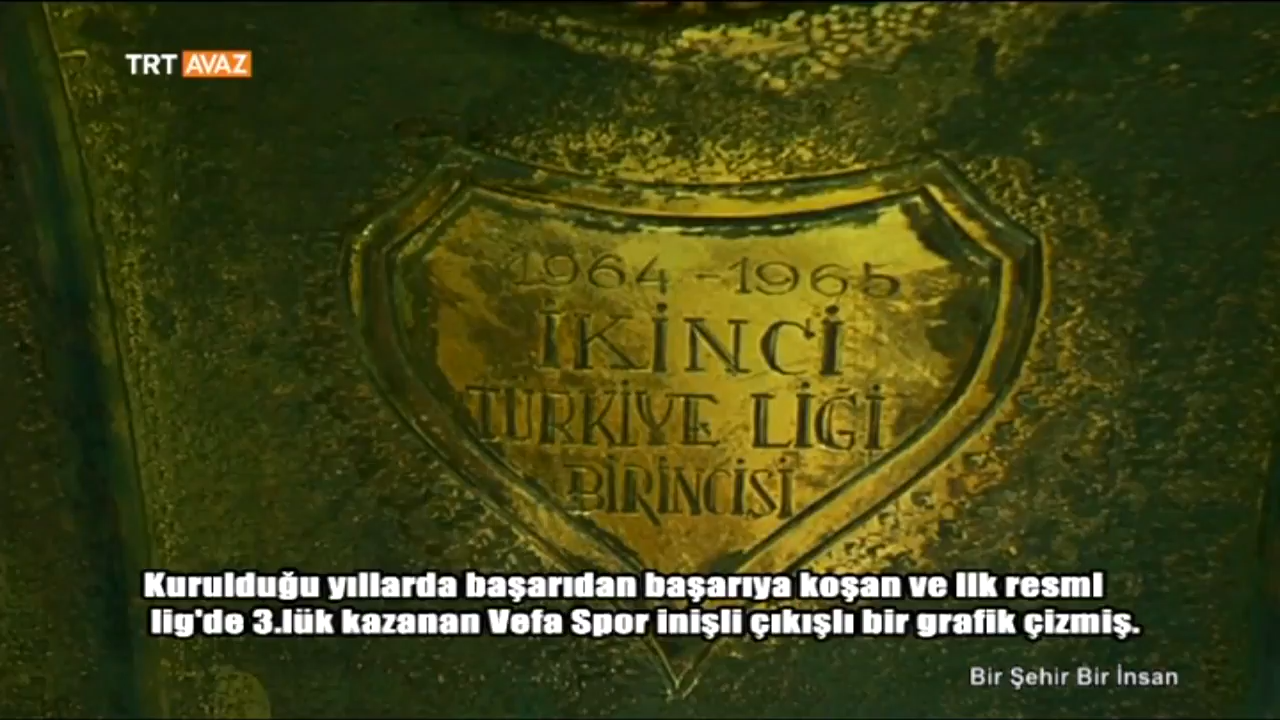 TRT AVAZ
1964-1965
İKİNCİ
TÜRKİYE LİGİ
BİRİNCİSİ
Kurulduğu yıllarda başarıdan başarıya koşan ve ilk resmi
lig'de 3.lük kazanan Vefa Spor inişli çıkışlı bir grafik çizmiş.
Bir Şehir Bir İnsan